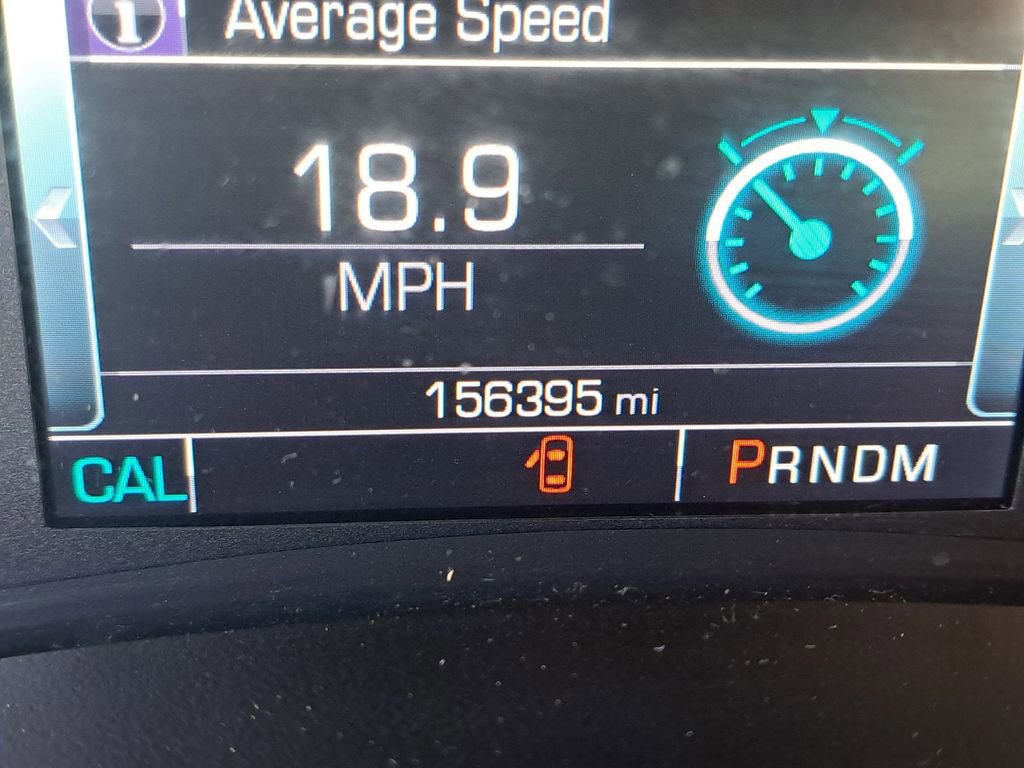 i Average Speed
18.9
MPH
156395 mi
CAL PRNDM